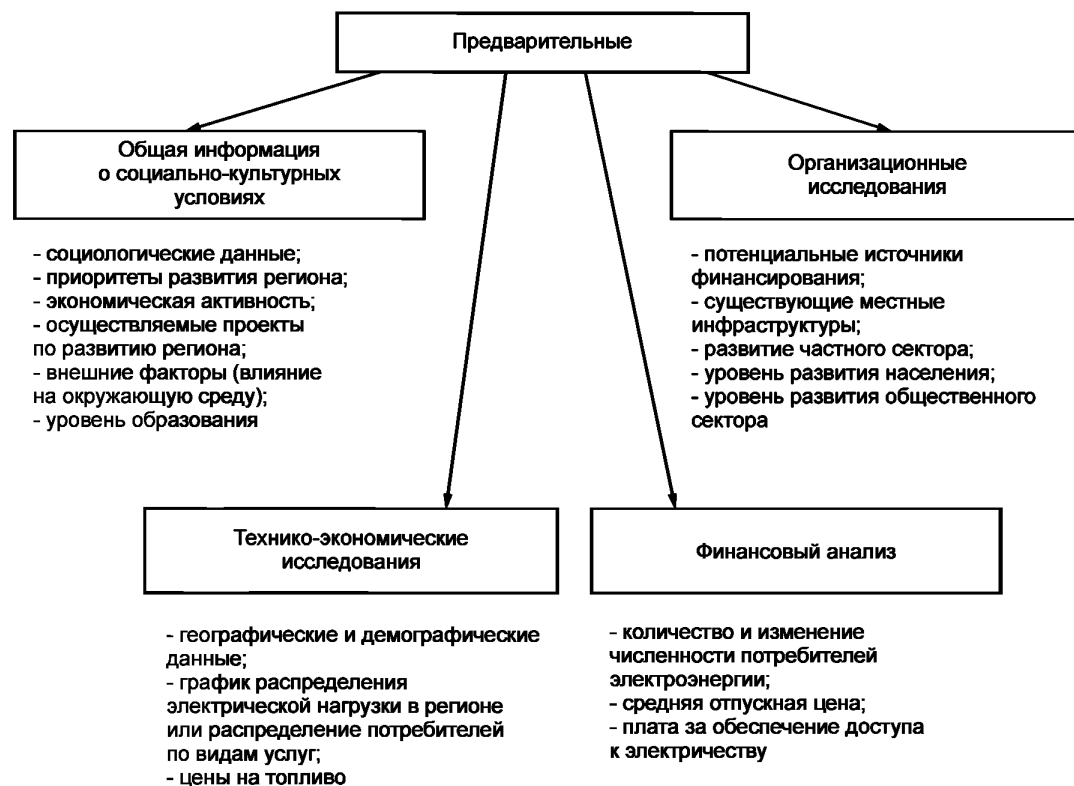 Предварительные
Общая информация
о социально-культурных
условиях
- социологические данные;
- приоритеты развития региона;
- экономическая активность;
- осуществляемые проекты
по развитию региона;
- внешние факторы (влияние
на окружающую среду);
- уровень образования
Организационные
исследования
- потенциальные источники
финансирования;
- существующие местные
инфраструктуры;
- развитие частного сектора;
- уровень развития населения;
- уровень развития общественного
сектора
Технико-экономические
исследования
- географические и демографические
данные;
- график распределения
электрической нагрузки в регионе
или распределение потребителей
по видам услуг;
- цены на топливо
Финансовый анализ
- количество и изменение
численности потребителей
электроэнергии;
- средняя отпускная цена;
- плата за обеспечение доступа
к электричеству